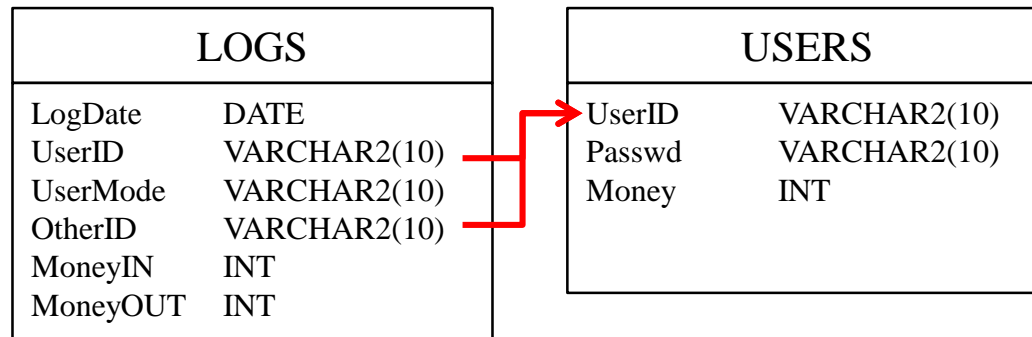 LOGS
LogDate DATE
UserID VARCHAR2(10)
UserMode VARCHAR2(10)
OtherID VARCHAR2(10)
MoneyIN INT
MoneyOUT INT
USERS
UserID VARCHAR2(10)
Passwd VARCHAR2(10)
Money INT